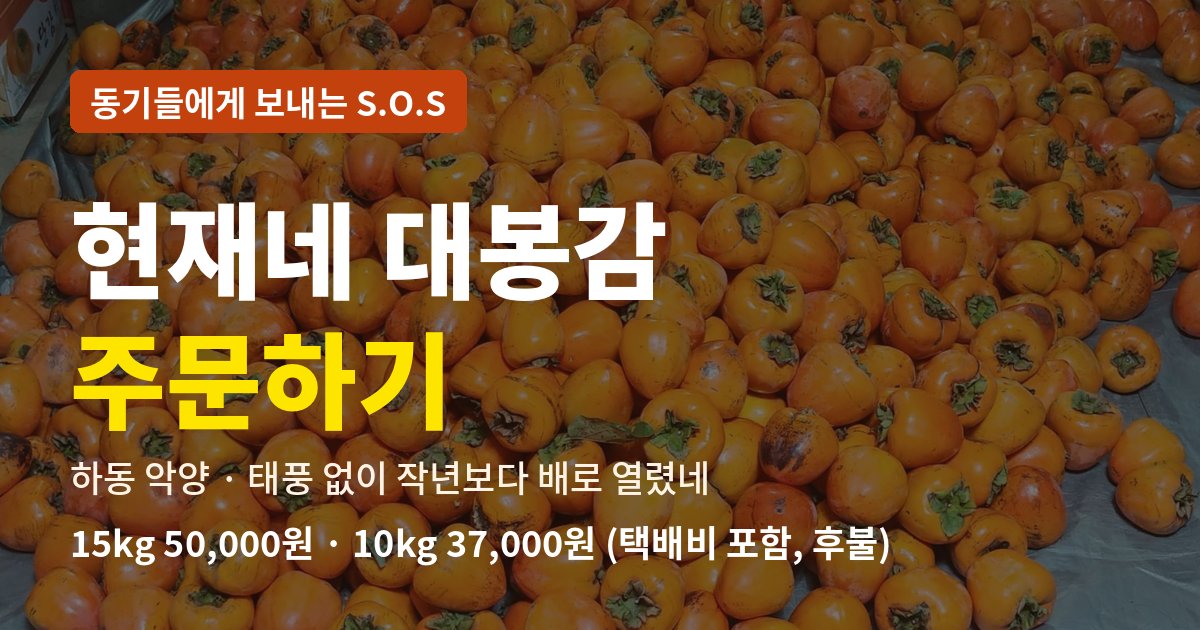 동기들에게 보내는 S.O.S
현재네 대봉감
주문하기
하동 악양 · 태풍 없이 작년보다 배로 열렸네
15kg 50,000원 · 10kg 37,000원 (택배비 포함, 후불)